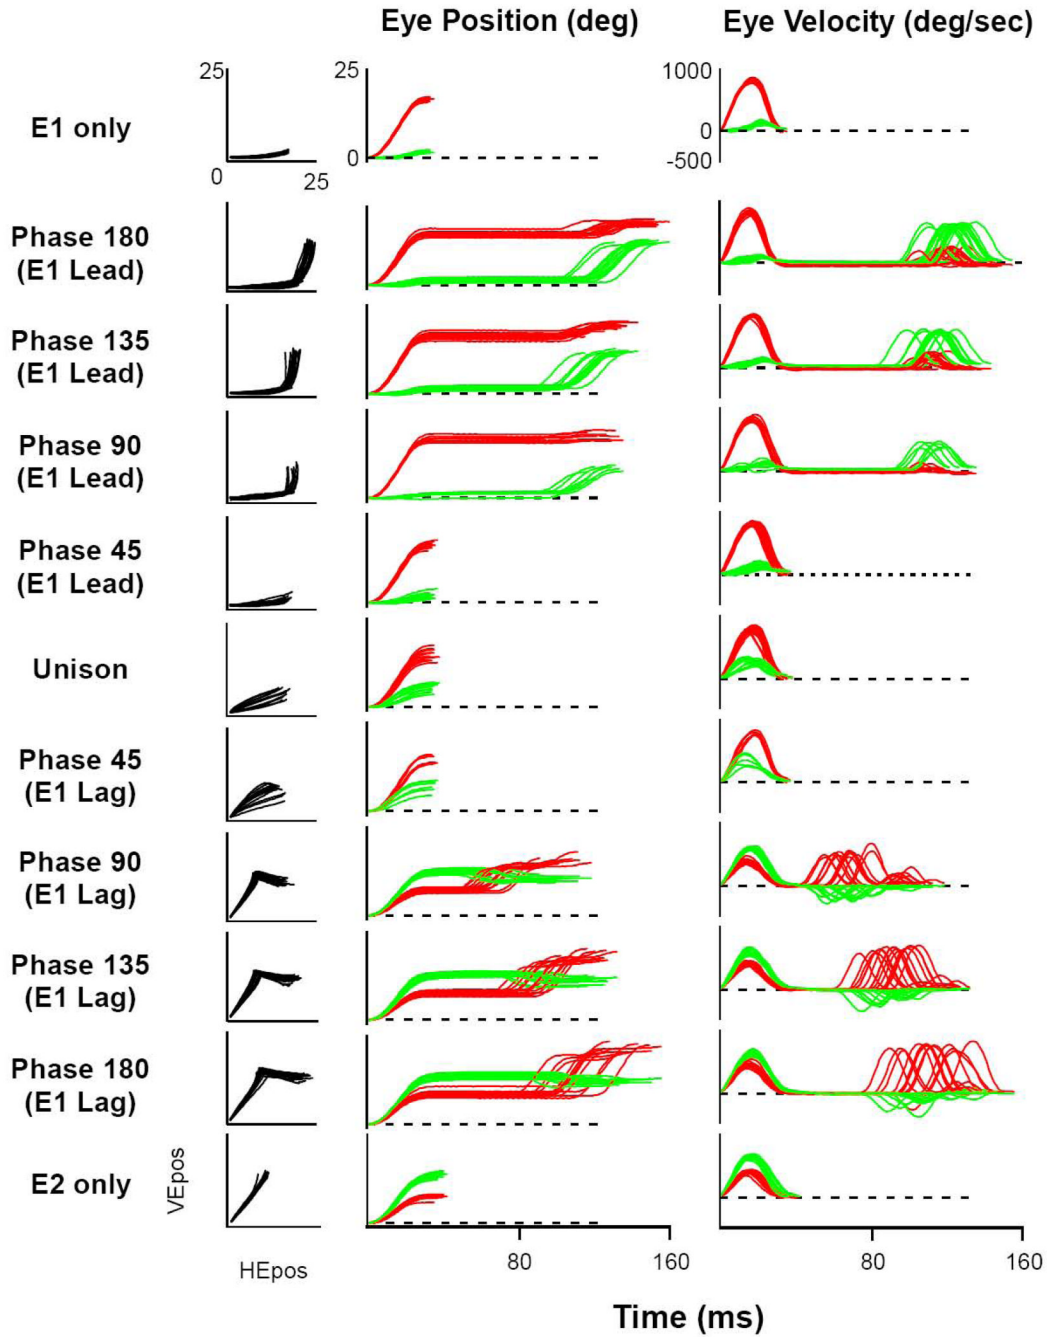 Eye Position (deg)
Eye Velocity (deg/sec)
E1 only
25
0
25
25
0
1000
0
-500
Phase 180
(E1 Lead)
Phase 135
(E1 Lead)
Phase 90
(E1 Lead)
Phase 45
(E1 Lead)
Unison
Phase 45
(E1 Lag)
Phase 90
(E1 Lag)
Phase 135
(E1 Lag)
Phase 180
(E1 Lag)
E2 only
VEpos
HEpos
80
160
80
160
Time (ms)